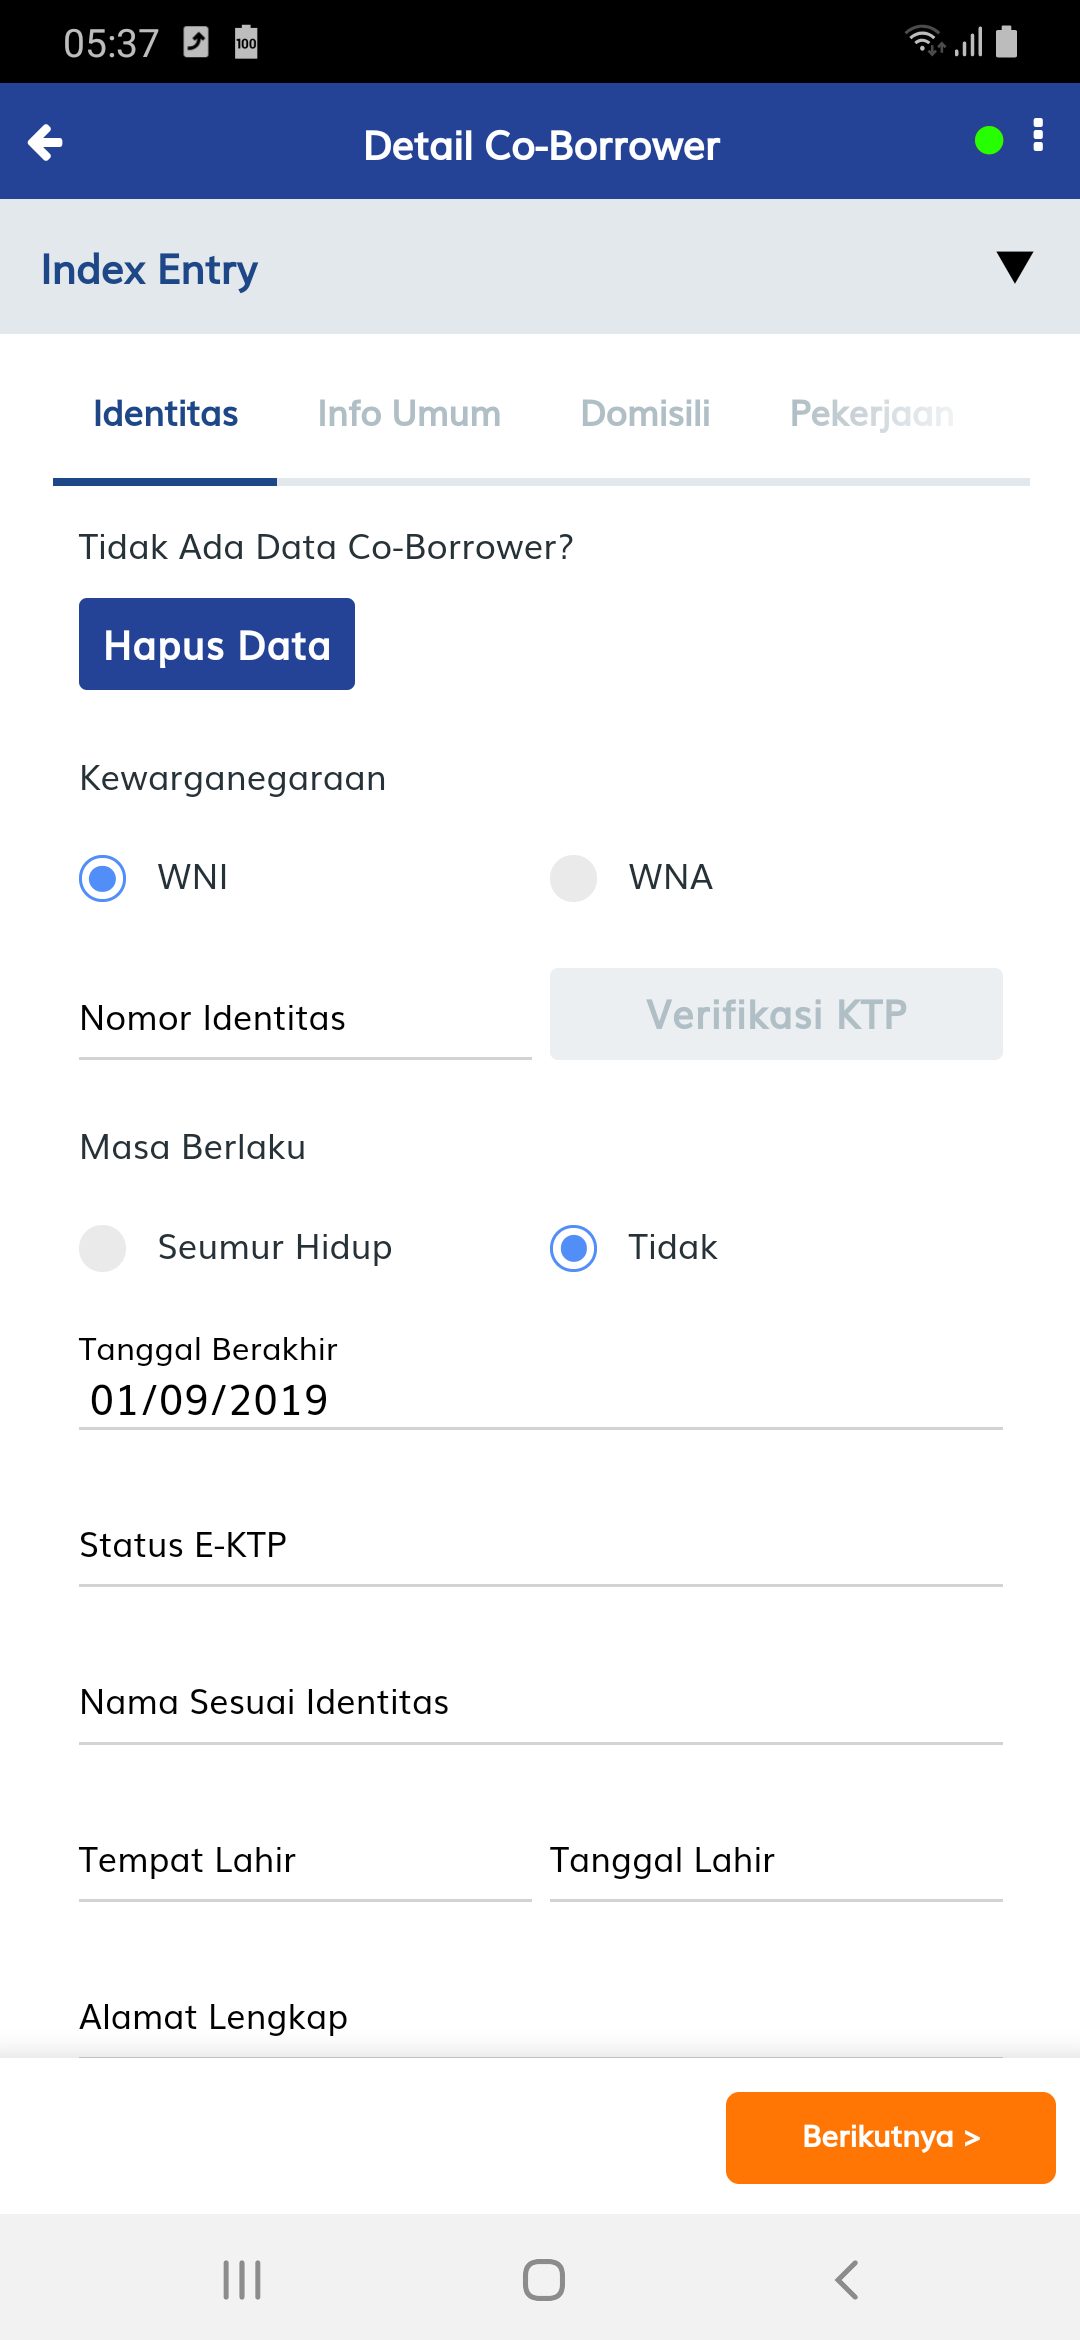 05:37
100
Detail Co-Borrower
Index Entry
Identitas Info Umum Domisili Pekerjaan
Tidak Ada Data Co-Borrower?
Hapus Data
Kewarganegaraan
WNI WNA
Nomor Identitas Verifikasi KTP
Masa Berlaku
Seumur Hidup Tidak
Tanggal Berakhir
01/09/2019
Status E-KTP
Nama Sesuai Identitas
Tempat Lahir Tanggal Lahir
Alamat Lengkap
Berikutnya >